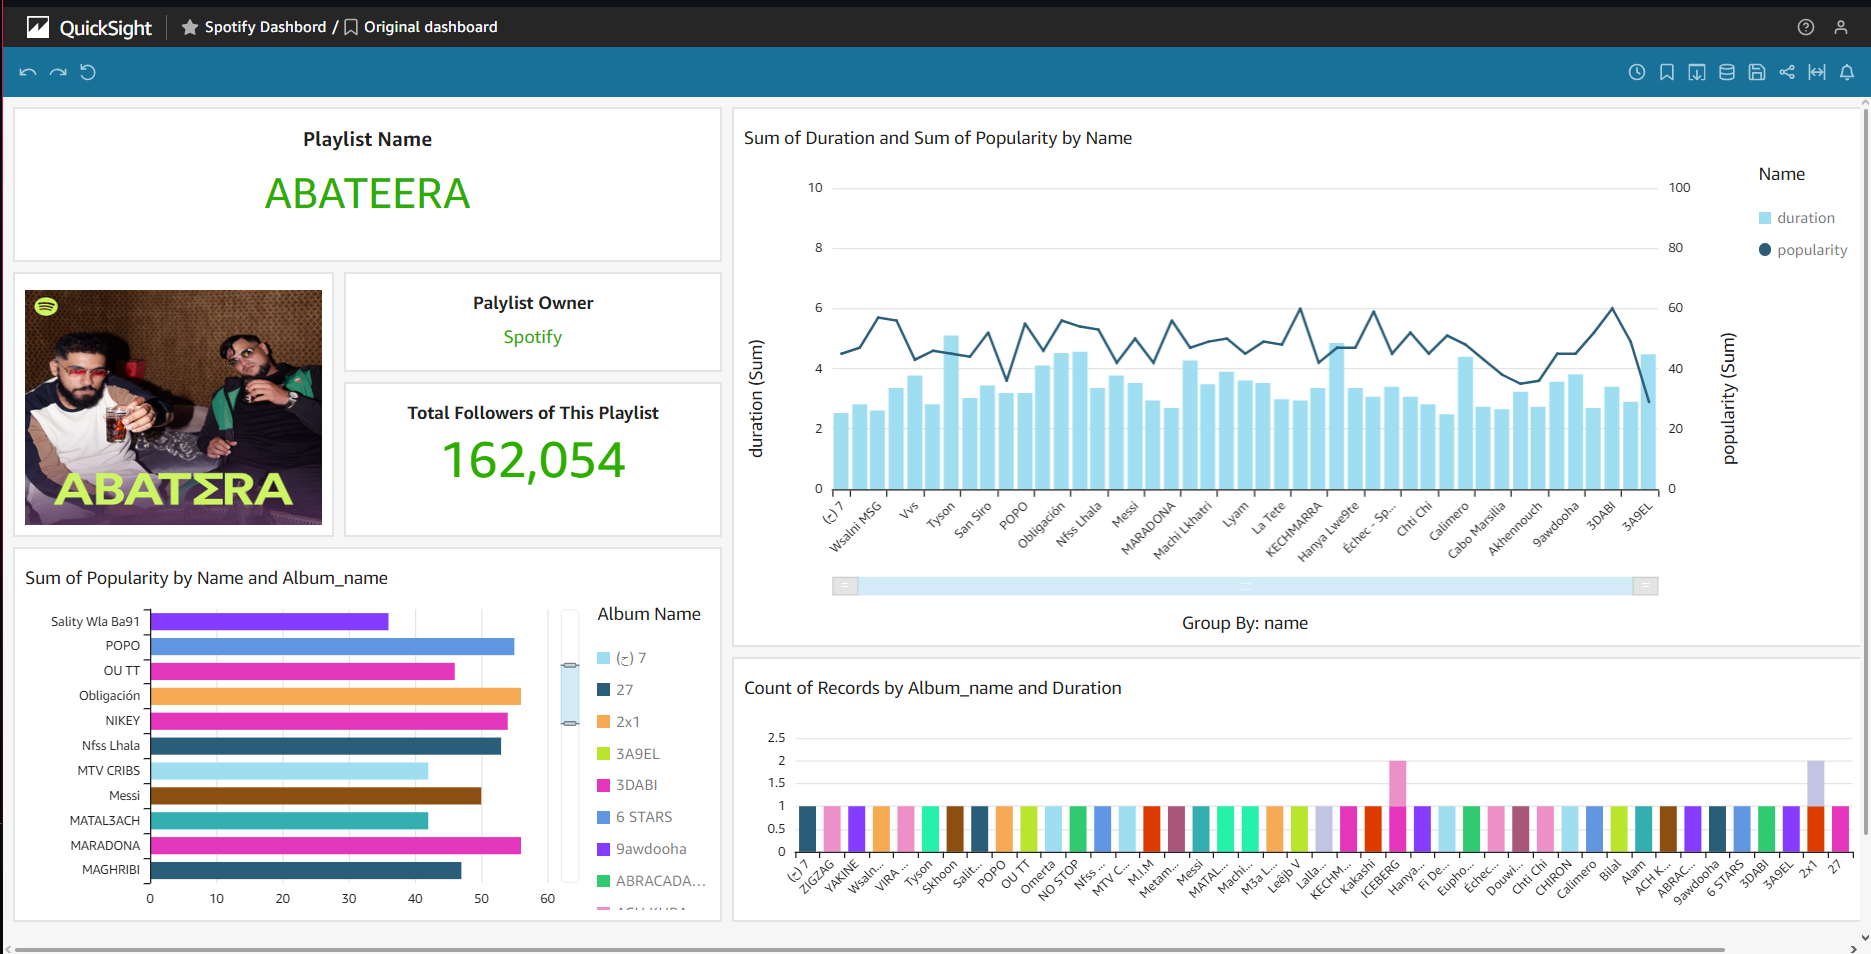 QuickSight
Spotify Dashbord / Original dashboard
Playlist Name
ABATEERA
ABATΣRA
Palylist Owner
Spotify
Total Followers of This Playlist
162,054
Sum of Duration and Sum of Popularity by Name
10
8
6
4
2
0
duration (Sum)
100
80
60
40
20
0
popularity (Sum)
(ج) 7
Wsalni MSG
Vvs
Tyson
San Siro
POPO
Obligación
Nfss Lhala
Messi
MARADONA
Machi Lkhatri
Lyam
La Tete
KECHMARRA
Hanya Lwe9te
Échec - Sp...
Chti Chi
Calimero
Cabo Marsilia
Akhennouch
9awdooha
3DABI
3A9EL
Group By: name
Name
duration
popularity
Sum of Popularity by Name and Album_name
Sality Wla Ba91
POPO
OU TT
Obligación
NIKEY
Nfss Lhala
MTV CRIBS
Messi
MATAL3ACH
MARADONA
MAGHRIBI
0 10 20 30 40 50 60
Album Name
(ج) 7
27
2x1
3A9EL
3DABI
6 STARS
9awdooha
ABRACADA...
Count of Records by Album_name and Duration
2.5
2
1.5
1
0.5
0
(ج) 7
ZIGZAG
YAKINE
Wsaln...
VIRA ...
Tyson
Skhoon
Salit...
POPO
OU TT
Omerta
NO STOP
Nfss ...
MTV C...
M.I.M
Metam...
Messi
MATAL...
Machi...
M3a L...
Leêjb V
Lalla...
KECHM...
Kakashi
ICEBERG
Hanya...
Fi De...
Eupho...
Échec...
Douwi...
Chti Chi
CHIRON
Calimero
Bilal
Alam
ACH K...
ABRAC...
9awdooha
6 STARS
3DABI
3A9EL
2x1
27